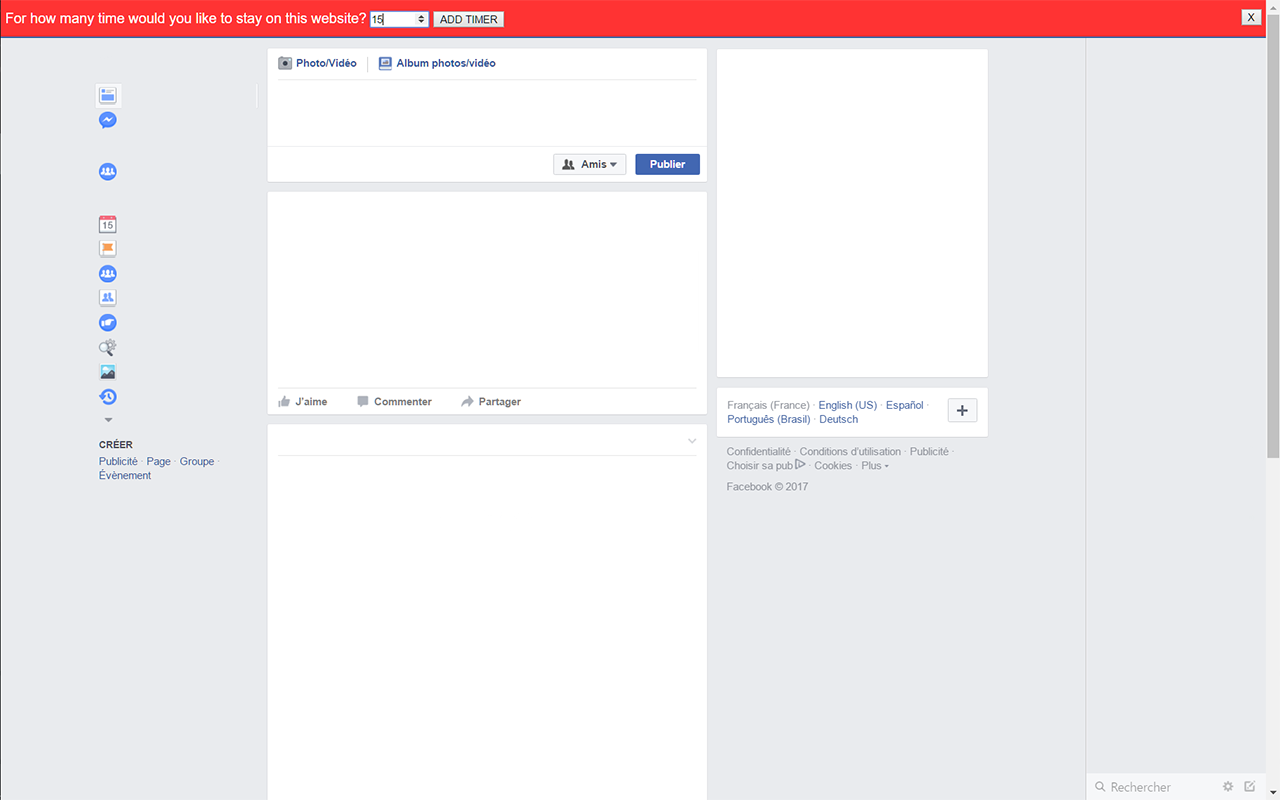 For how many time would you like to stay on this website? 15 ADD TIMER X
Photo/Vidéo Album photos/vidéo
Amis Publier
15
J'aime Commenter Partager
CRÉER
Publicité · Page · Groupe ·
Évènement
Français (France) · English (US) · Español ·
Português (Brasil) · Deutsch
Confidentialité · Conditions d'utilisation · Publicité ·
Choisir sa pub · Cookies · Plus
Facebook © 2017
Rechercher